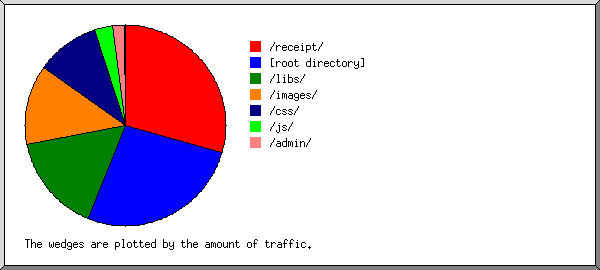 /receipt/
[root directory]
/libs/
/images/
/css/
/js/
/admin/
The wedges are plotted by the amount of traffic.